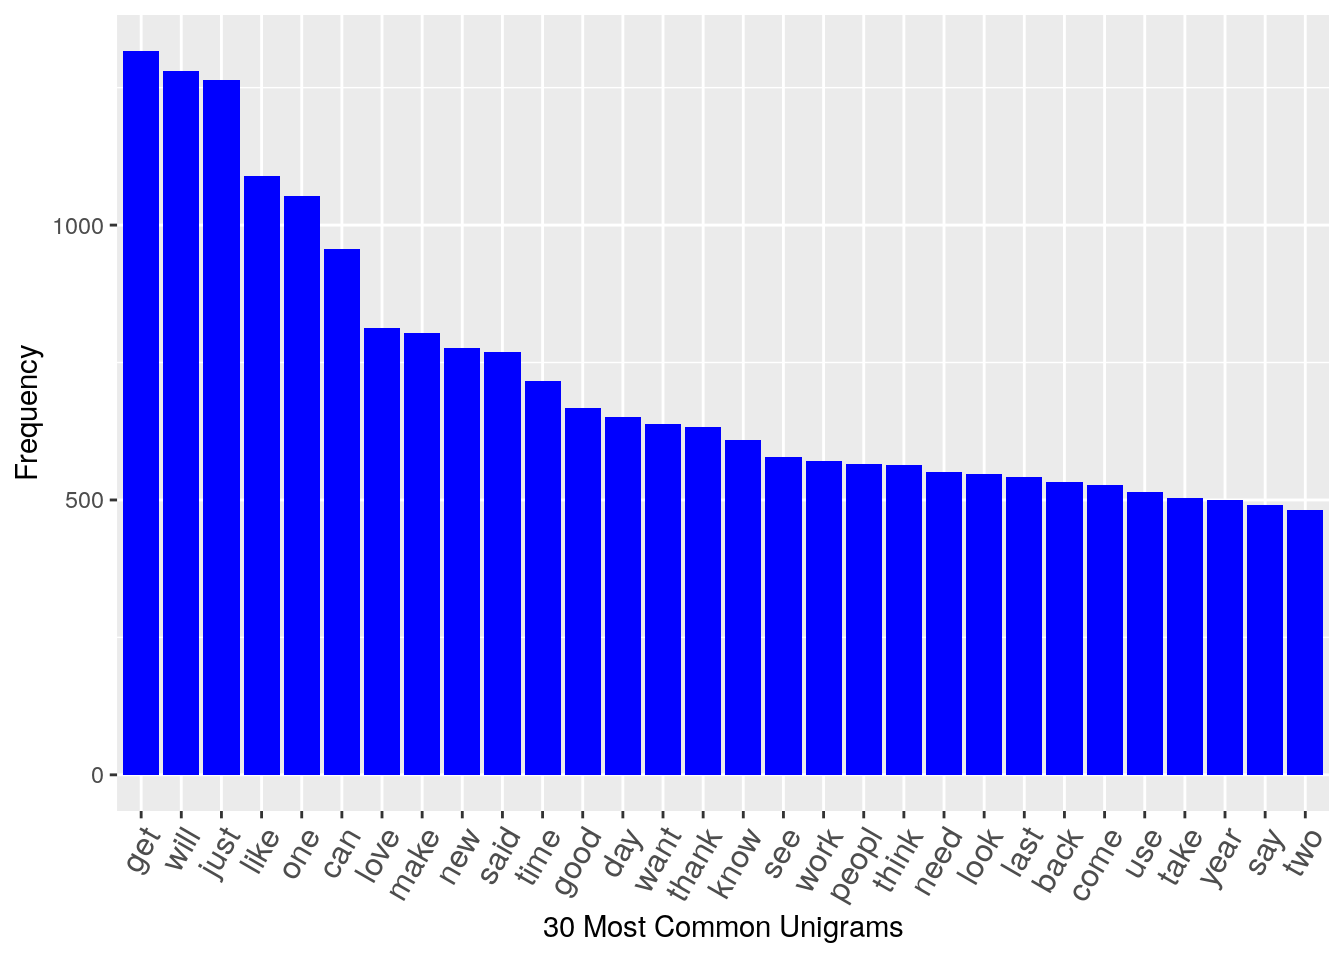 Frequency
1000
500
0
get will just like one can love make new said time good day want thank know see work peopl think need look last back come use take year say two
30 Most Common Unigrams